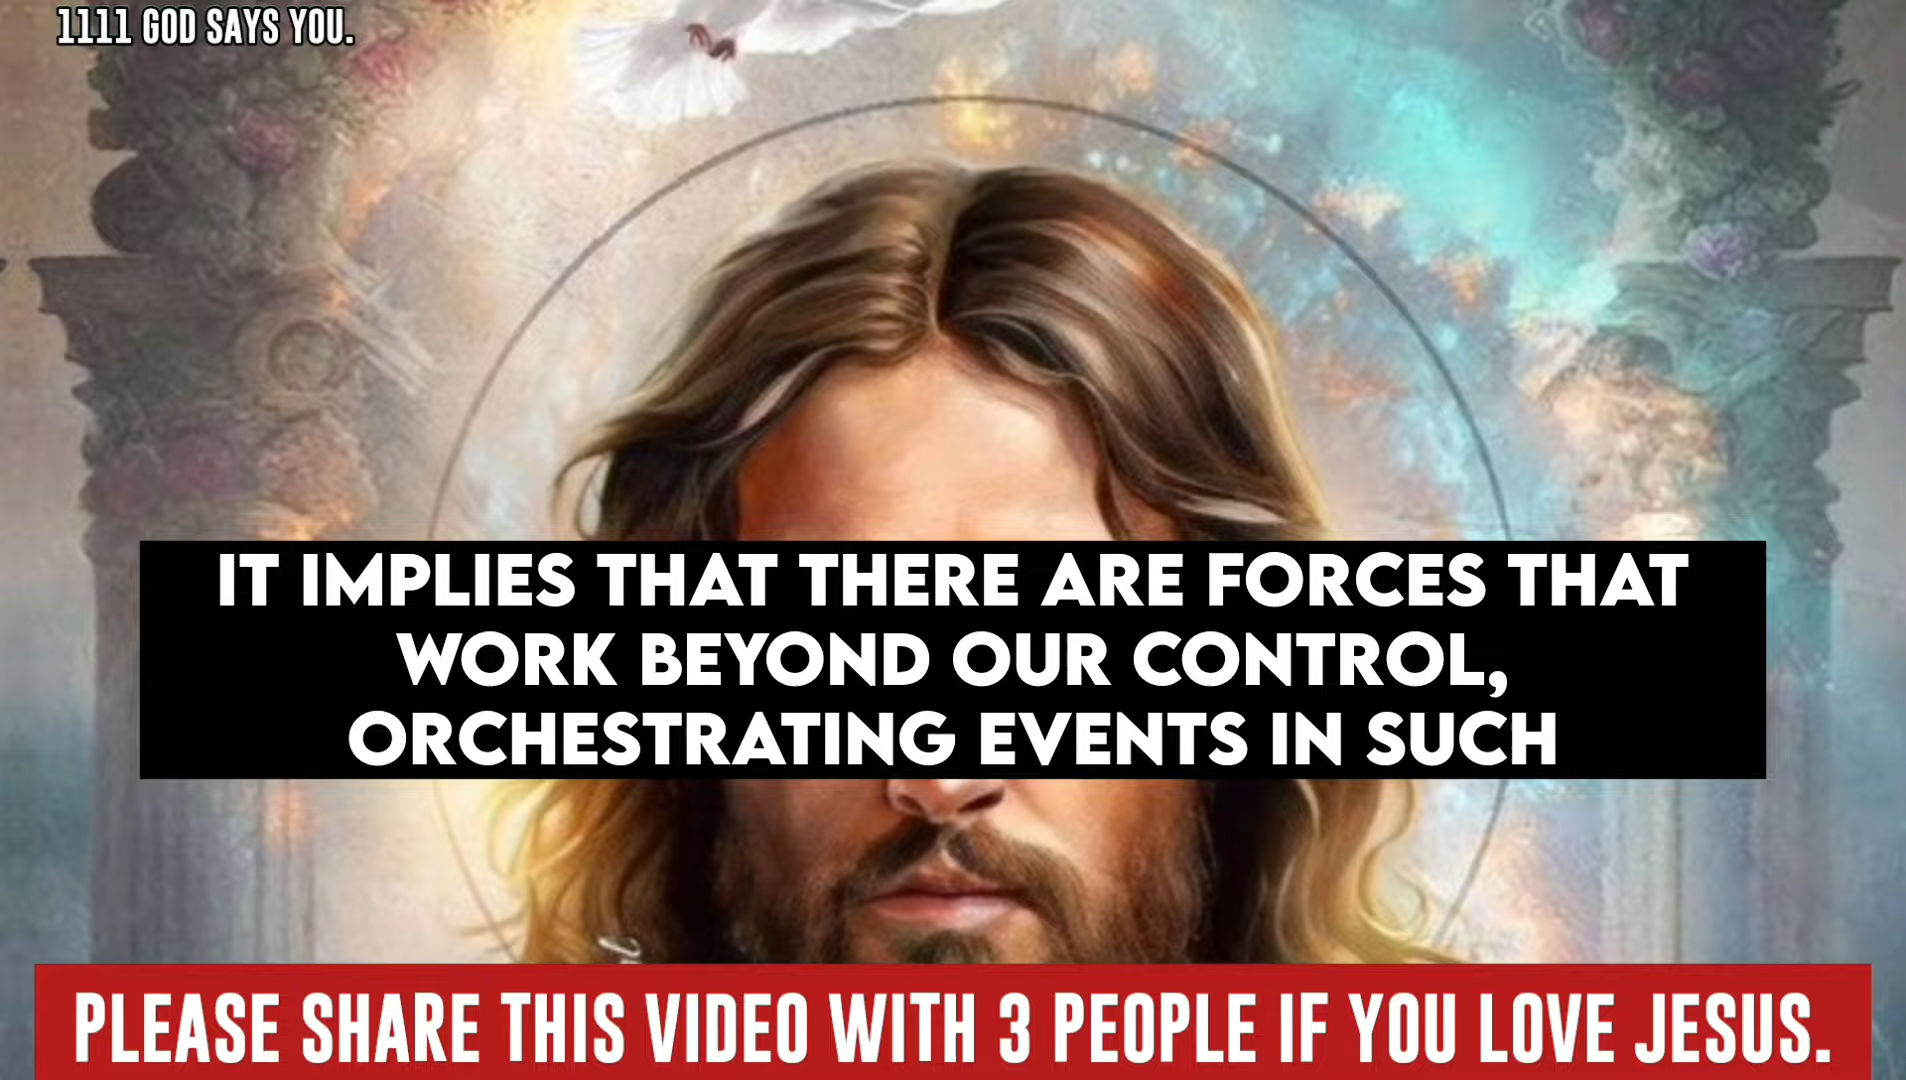 1111 GOD SAYS YOU.
IT IMPLIES THAT THERE ARE FORCES THAT
WORK BEYOND OUR CONTROL,
ORCHESTRATING EVENTS IN SUCH
PLEASE SHARE THIS VIDEO WITH 3 PEOPLE IF YOU LOVE JESUS.